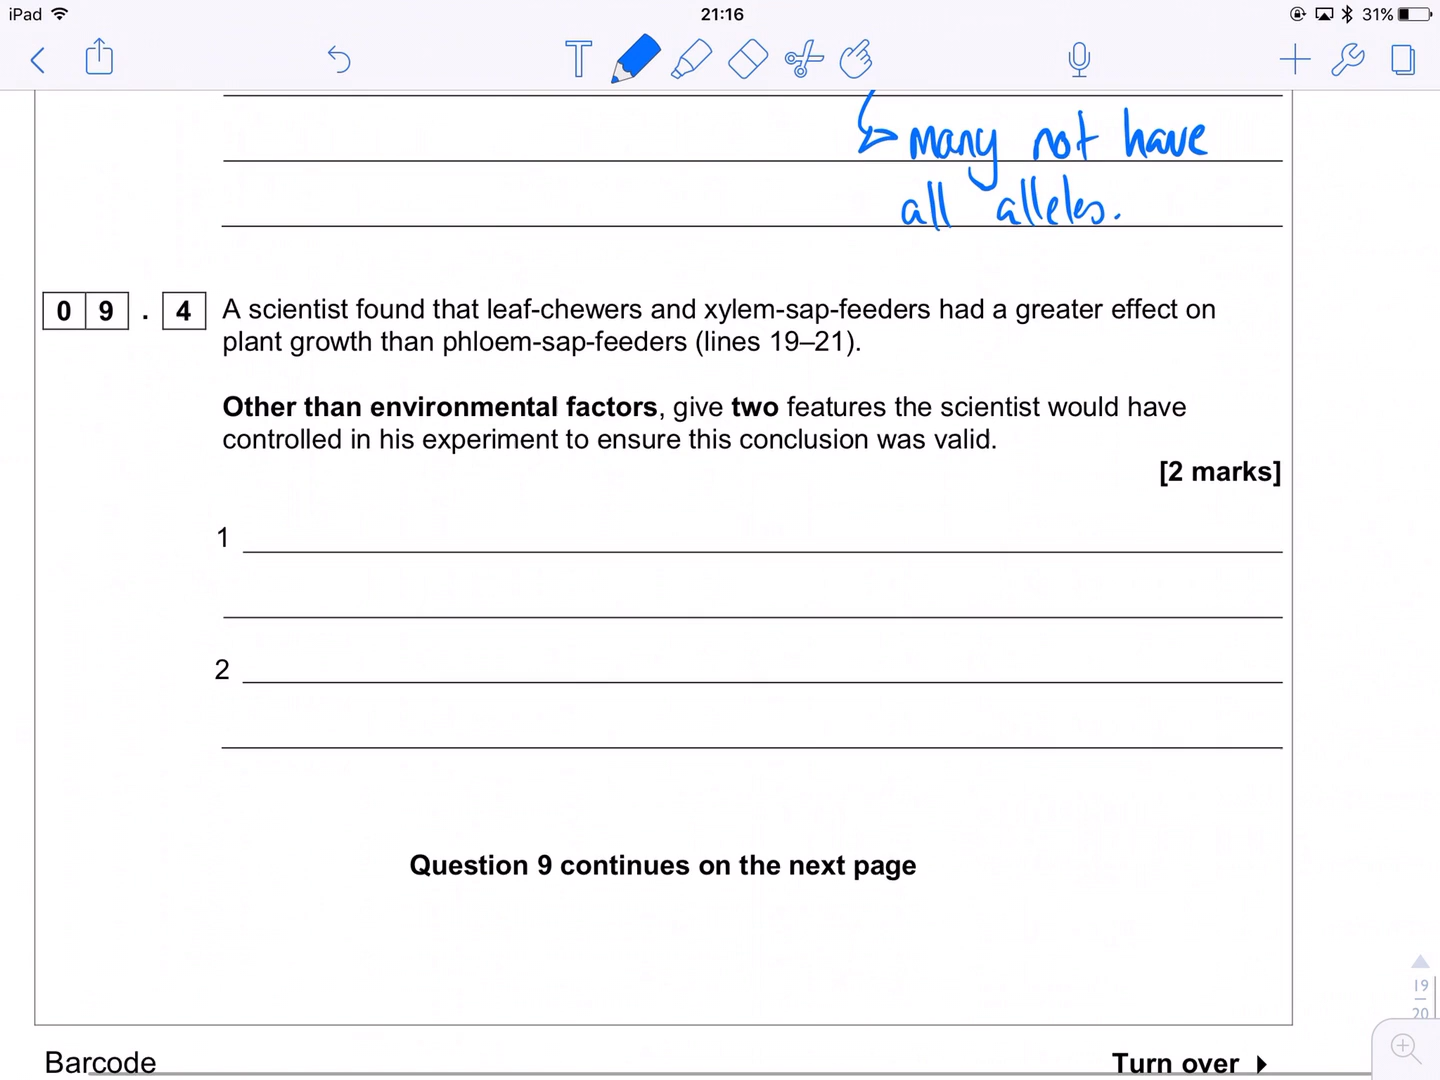 iPad
21:16
31%
many not have
all alleles.
09.4 A scientist found that leaf-chewers and xylem-sap-feeders had a greater effect on
plant growth than phloem-sap-feeders (lines 19–21).
Other than environmental factors, give two features the scientist would have
controlled in his experiment to ensure this conclusion was valid.
[2 marks]
1
2
Question 9 continues on the next page
19
20
Barcode
Turn over